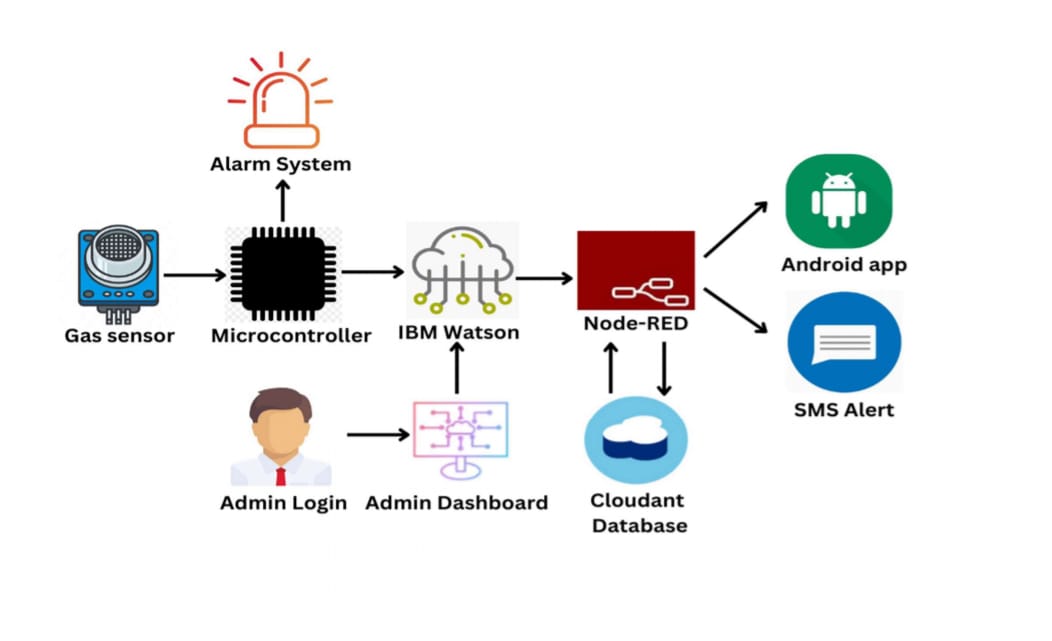 Alarm System
Gas sensor
Microcontroller
IBM Watson
Node-RED
Android app
SMS Alert
Admin Login
Admin Dashboard
Cloudant
Database